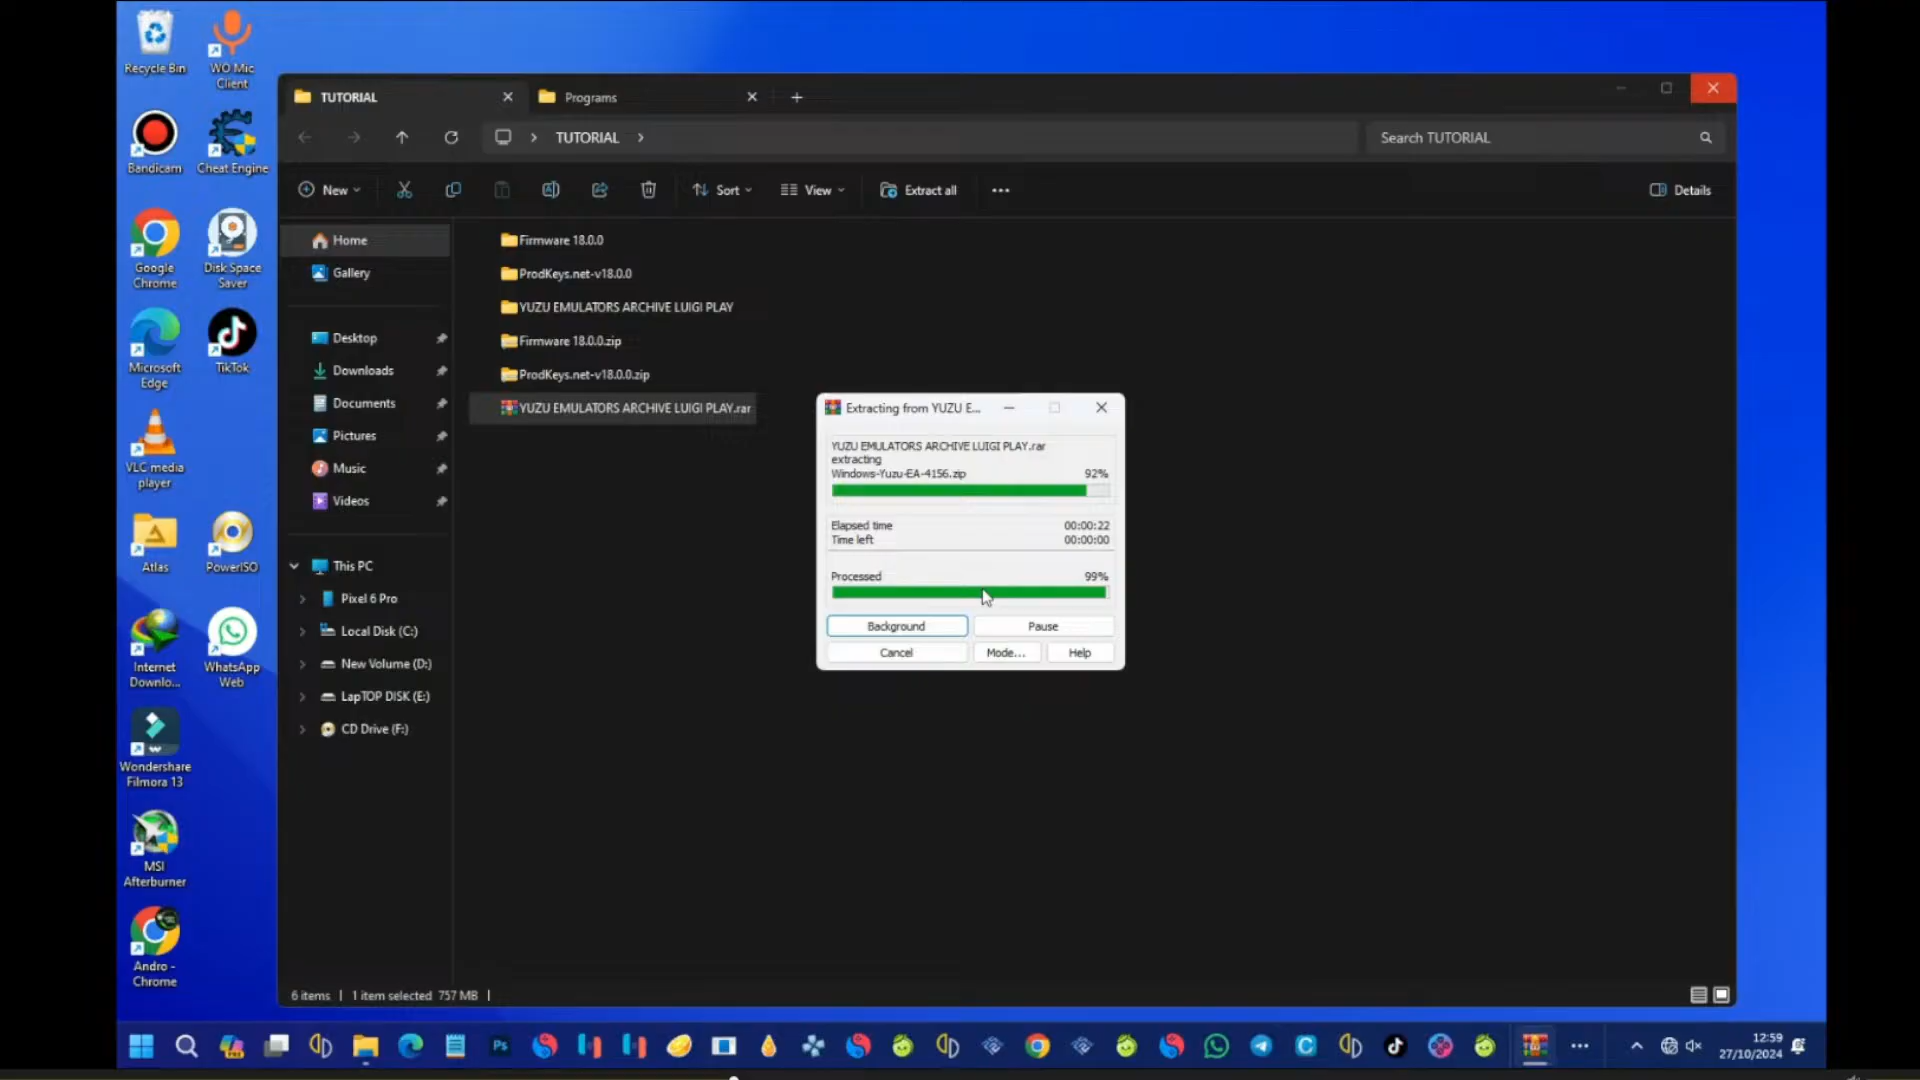 Recycle Bin
WO Mic
Client
Bandicam
Cheat Engine
Google
Chrome
Disk Space
Saver
Microsoft
Edge
TikTok
VLC media
player
Atlas
PowerISO
Internet
Downlo...
WhatsApp
Web
Wondershare
Filmora 13
MSI
Afterburner
Andro -
Chrome
TUTORIAL
Programs
TUTORIAL
Search TUTORIAL
New
Sort
View
Extract all
Details
Home
Gallery
Desktop
Downloads
Documents
Pictures
Music
Videos
This PC
Pixel 6 Pro
Local Disk (C:)
New Volume (D:)
LapTOP DISK (E:)
CD Drive (F:)
Firmware 18.0.0
ProdKeys.net-v18.0.0
YUZU EMULATORS ARCHIVE LUIGI PLAY
Firmware 18.0.0.zip
ProdKeys.net-v18.0.0.zip
YUZU EMULATORS ARCHIVE LUIGI PLAY.rar
Extracting from YUZU E...
YUZU EMULATORS ARCHIVE LUIGI PLAY.rar
extracting
Windows-Yuzu-EA-4156.zip 92%
Elapsed time 00:00:22
Time left 00:00:00
Processed 99%
Background
Pause
Cancel
Mode...
Help
6 items | 1 item selected 757 MB |
Ps
12:59
27/10/2024